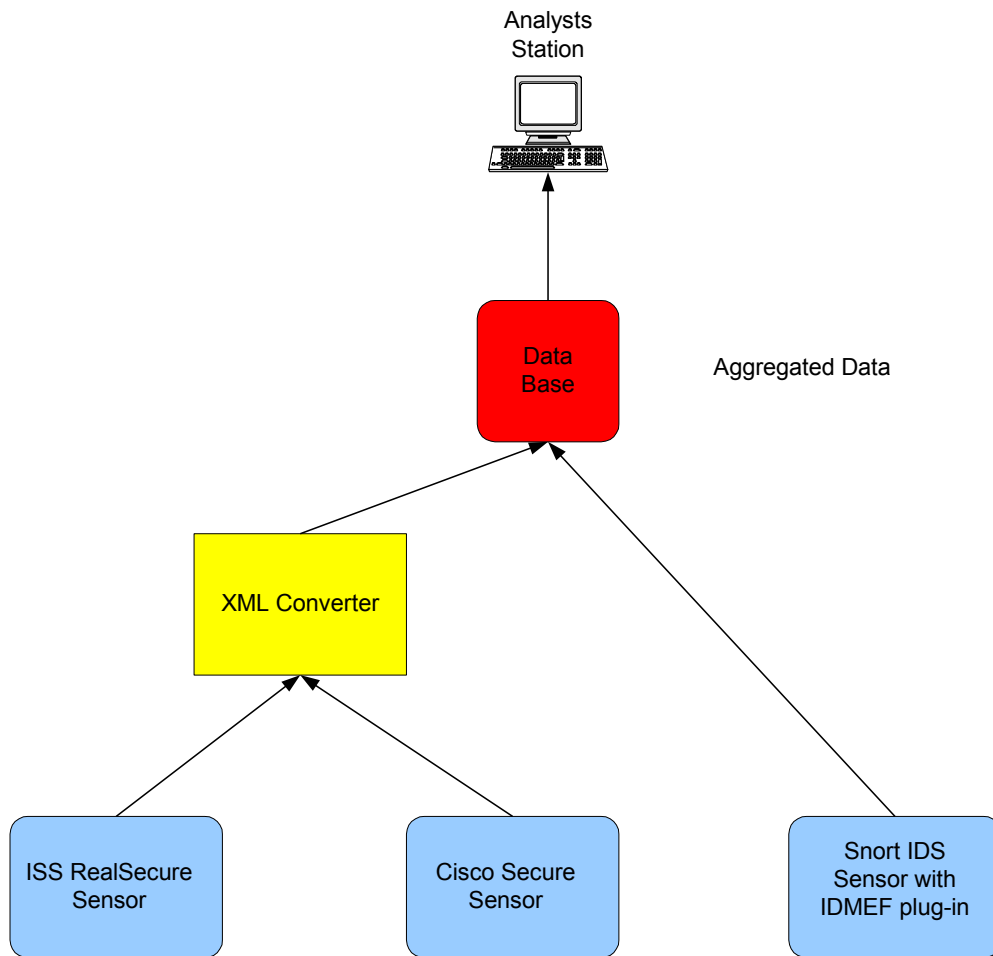 Analysts
Station
Data
Base
Aggregated Data
XML Converter
ISS RealSecure
Sensor
Cisco Secure
Sensor
Snort IDS
Sensor with
IDMEF plug-in